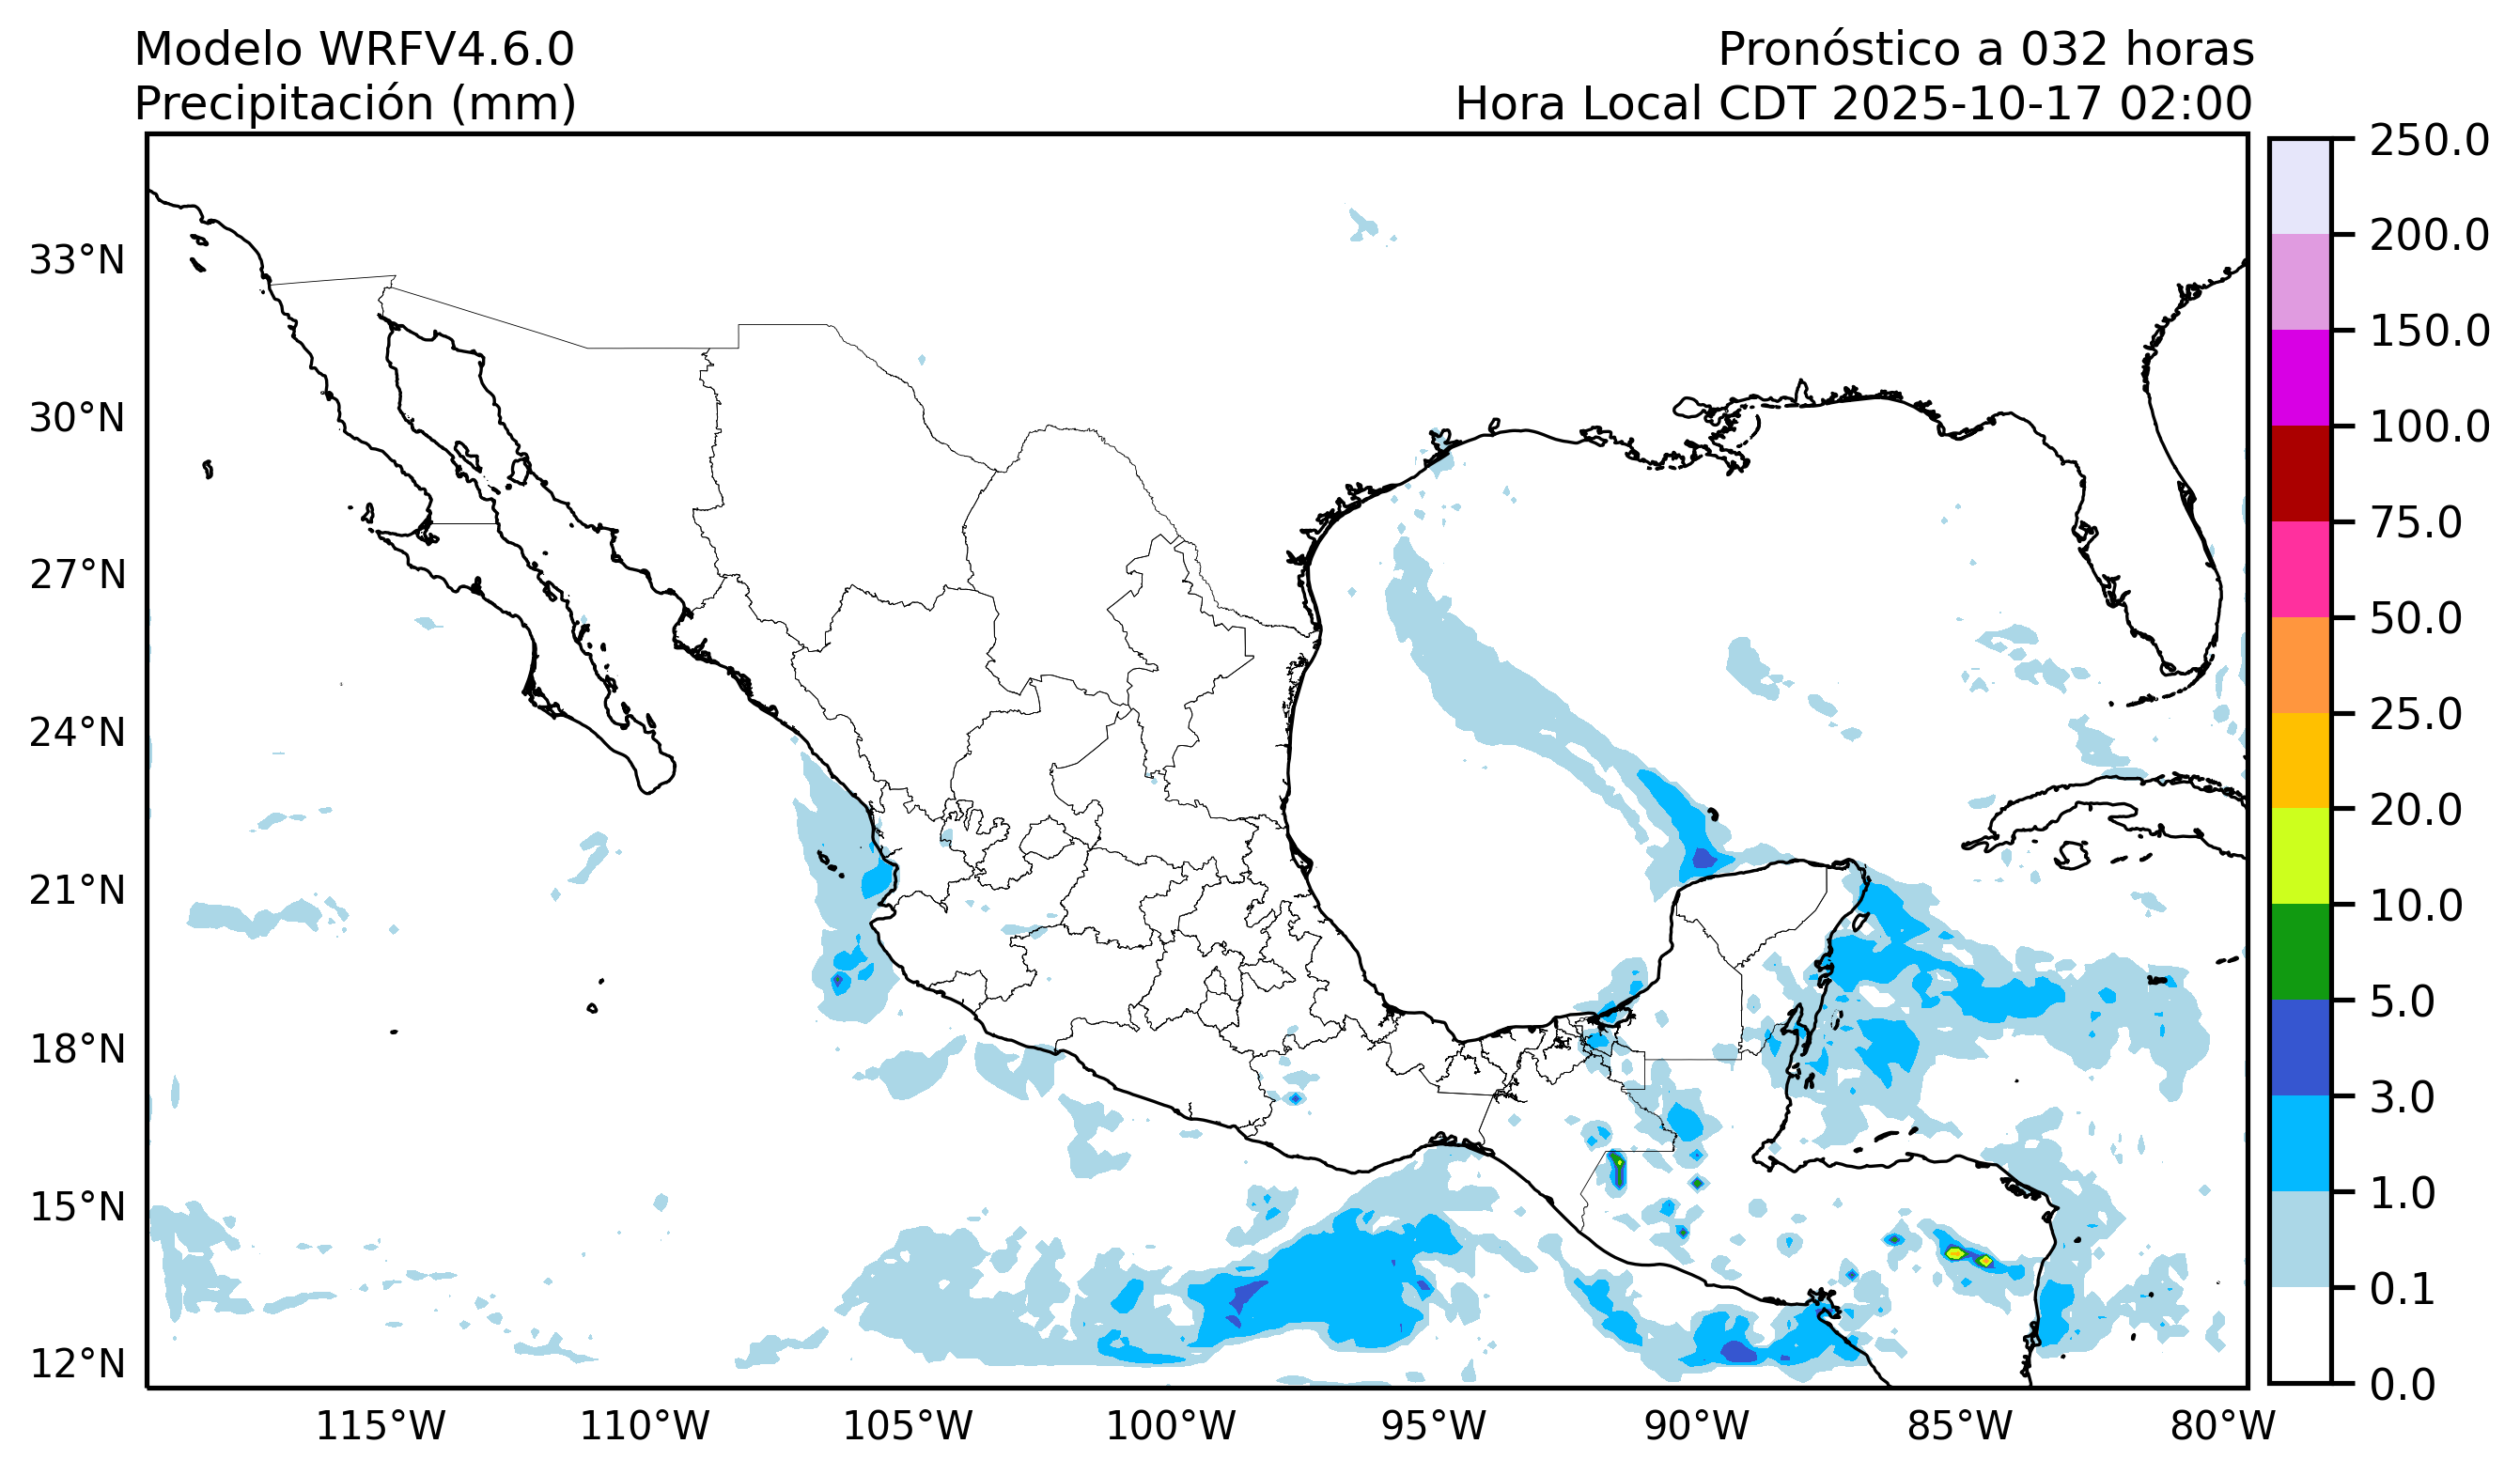 Modelo WRFV4.6.0
Precipitación (mm)
Pronóstico a 032 horas
Hora Local CDT 2025-10-17 02:00
33°N
30°N
27°N
24°N
21°N
18°N
15°N
12°N
115°W
110°W
105°W
100°W
95°W
90°W
85°W
80°W
250.0
200.0
150.0
100.0
75.0
50.0
25.0
20.0
10.0
5.0
3.0
1.0
0.1
0.0